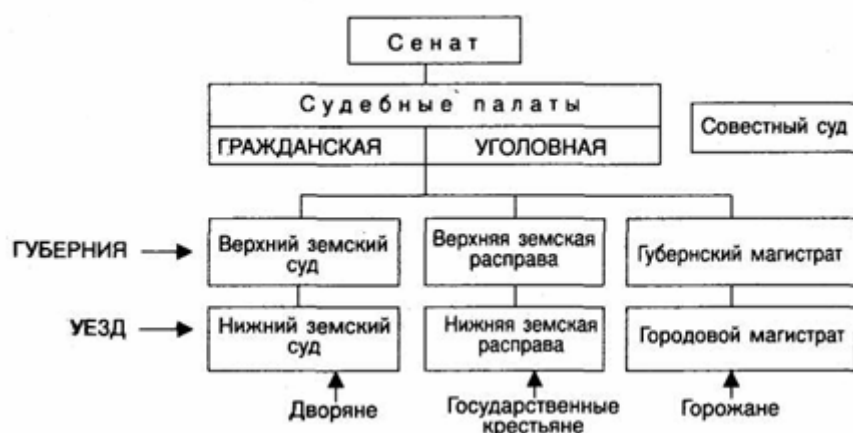 Сенат
Судебные палаты
ГРАЖДАНСКАЯ
УГОЛОВНАЯ
Совестный суд
ГУБЕРНИЯ
Верхний земский
суд
Верхняя земская
расправа
Губернский магистрат
УЕЗД
Нижний земский
суд
Нижняя земская
расправа
Городовой магистрат
Дворяне
Государственные
крестьяне
Горожане